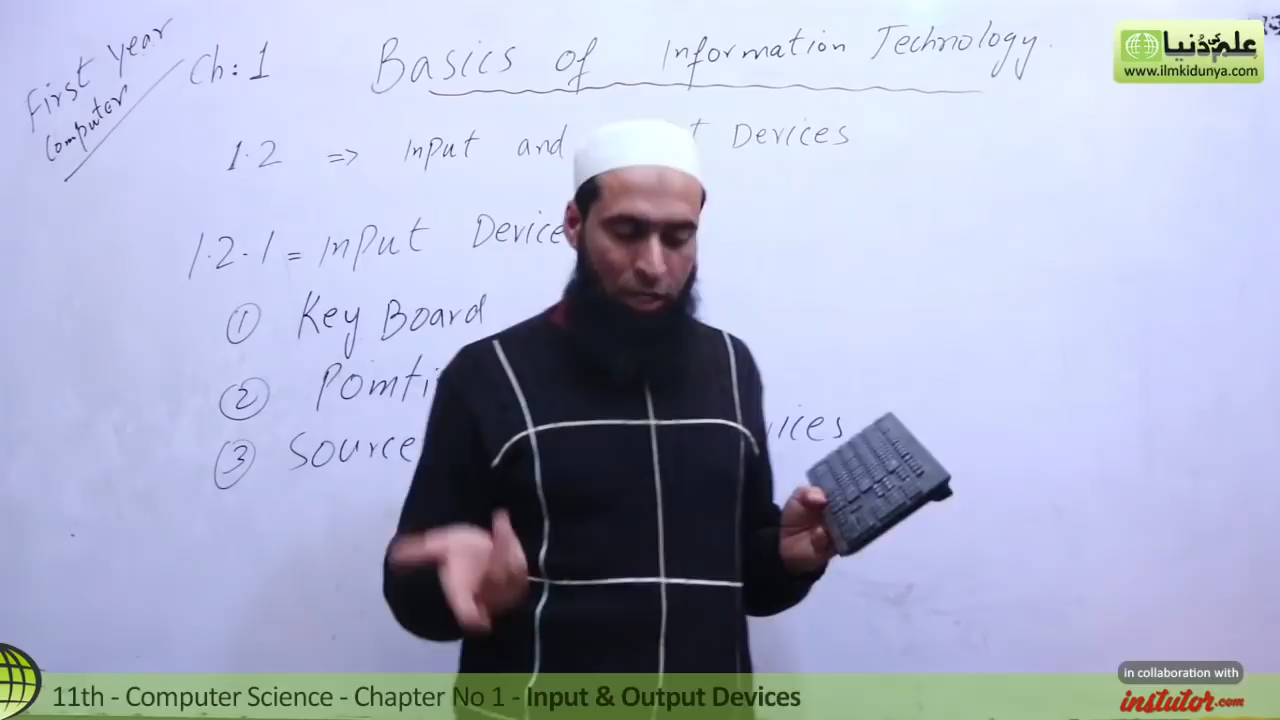 First year
Computer
Ch: 1
Basics of Information Technology.
علم کی دنیا
www.ilmkidunya.com
1.2 => Input and t Devices
1.2.1 = Input Device
① Key Board
② Pomti
③ Source vices
11th - Computer Science - Chapter No 1 - Input & Output Devices
in collaboration with
instutor.com